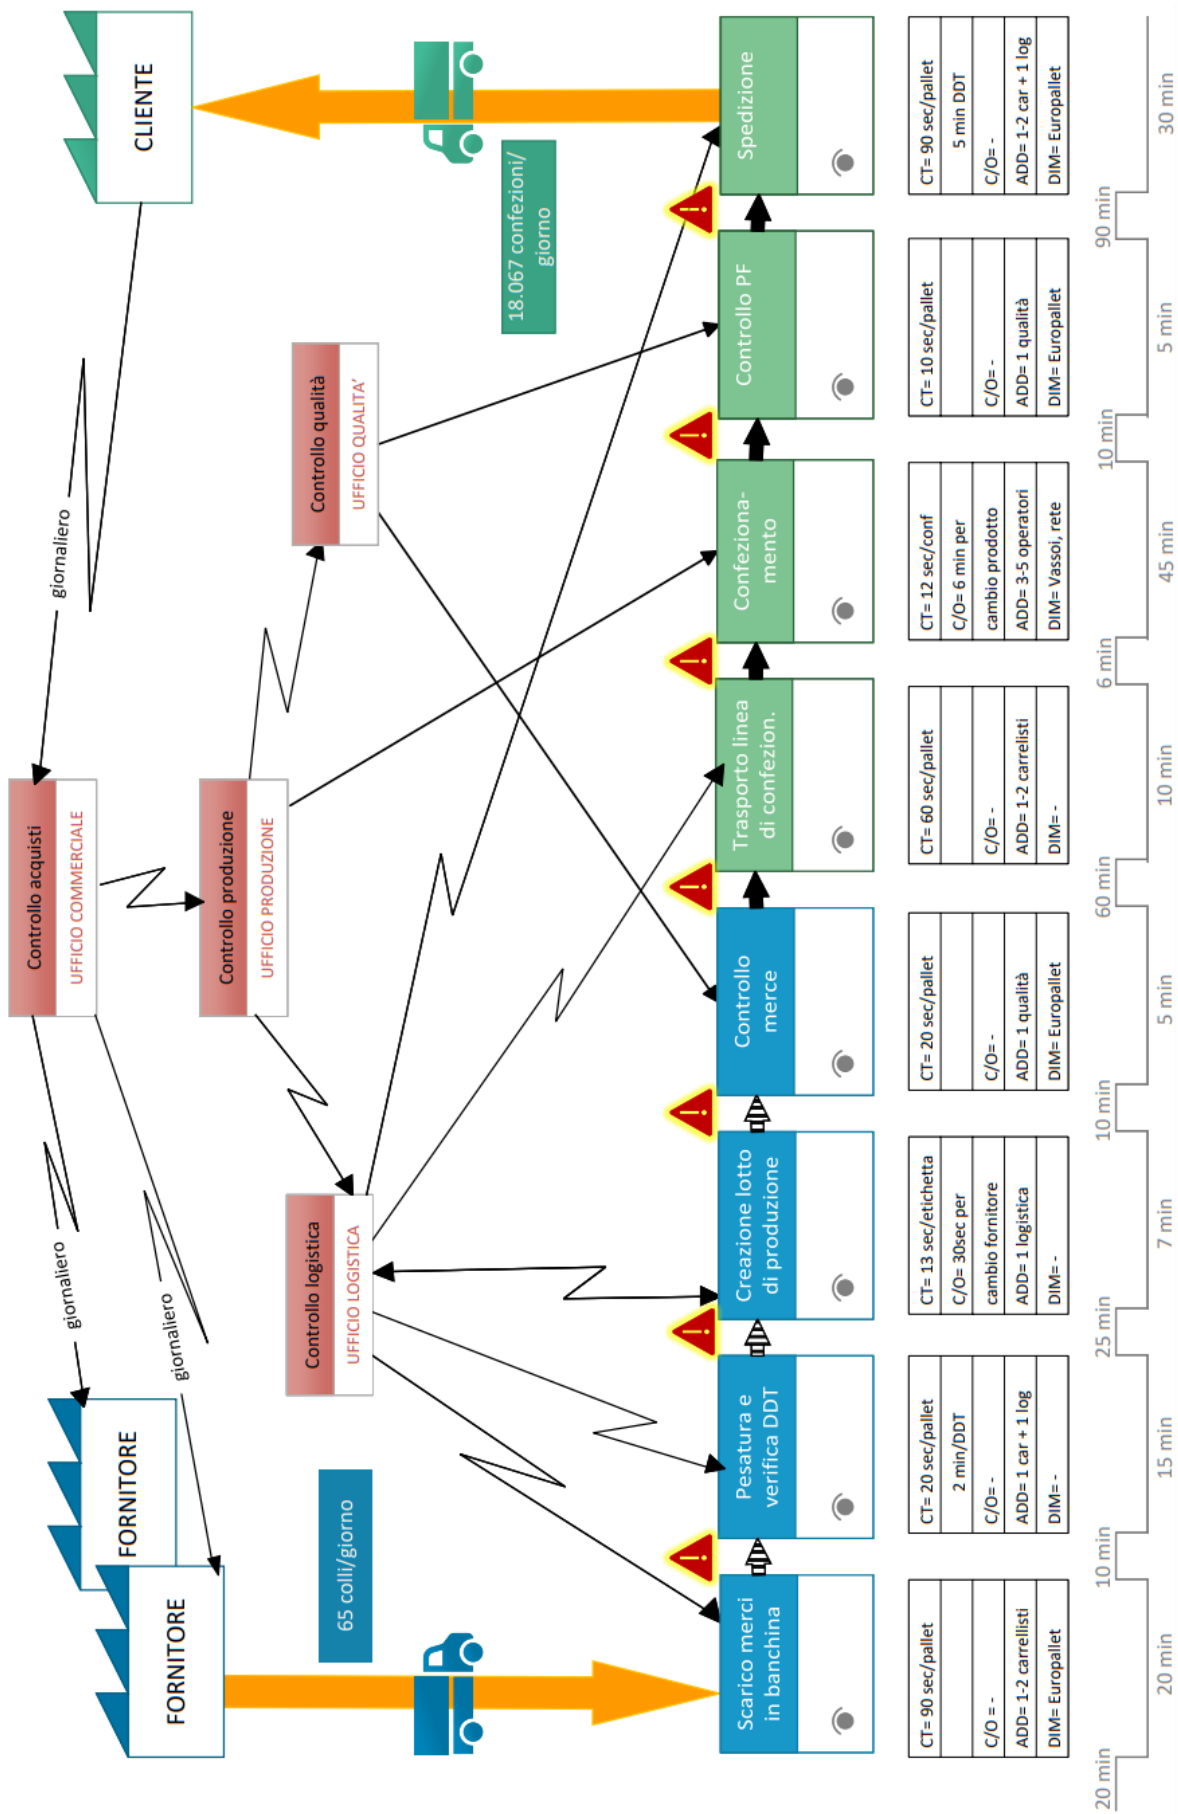 FORNITORE
FORNITORE
giornaliero
giornaliero
giornaliero
Controllo acquisti
UFFICIO COMMERCIALE
Controllo produzione
UFFICIO PRODUZIONE
Controllo logistica
UFFICIO LOGISTICA
Controllo qualità
UFFICIO QUALITA'
CLIENTE
65 colli/giorno
18.067 confezioni/
giorno
Scarico merci
in banchina
Pesatura e
verifica DDT
Creazione lotto
di produzione
Controllo
merce
Trasporto linea
di confezion.
Confeziona-
mento
Controllo PF
Spedizione
CT= 90 sec/pallet
C/O = -
ADD= 1-2 carrellisti
DIM= Europallet
CT= 20 sec/pallet
2 min/DDT
C/O= -
ADD= 1 car + 1 log
DIM= -
CT= 13 sec/etichetta
C/O= 30sec per
cambio fornitore
ADD= 1 logistica
DIM= -
CT= 20 sec/pallet
C/O= -
ADD= 1 qualità
DIM= Europallet
CT= 60 sec/pallet
C/O= -
ADD= 1-2 carrelisti
DIM= -
CT= 12 sec/conf
C/O= 6 min per
cambio prodotto
ADD= 3-5 operatori
DIM= Vassoi, rete
CT= 10 sec/pallet
C/O= -
ADD= 1 qualità
DIM= Europallet
CT= 90 sec/pallet
5 min DDT
C/O= -
ADD= 1-2 car + 1 log
DIM= Europallet
20 min
20 min
10 min
15 min
25 min
7 min
10 min
5 min
60 min
10 min
6 min
45 min
10 min
5 min
90 min
30 min